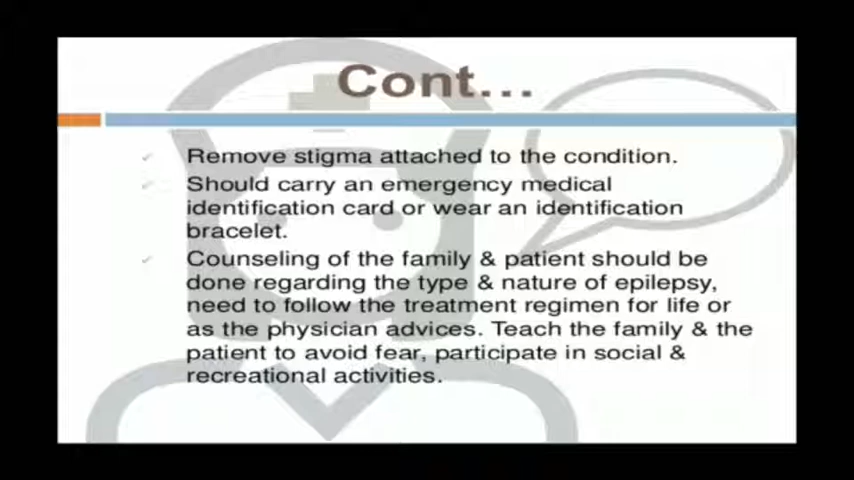 Cont...
Remove stigma attached to the condition.
Should carry an emergency medical
identification card or wear an identification
bracelet.
Counseling of the family & patient should be
done regarding the type & nature of epilepsy,
need to follow the treatment regimen for life or
as the physician advices. Teach the family & the
patient to avoid fear, participate in social &
recreational activities.